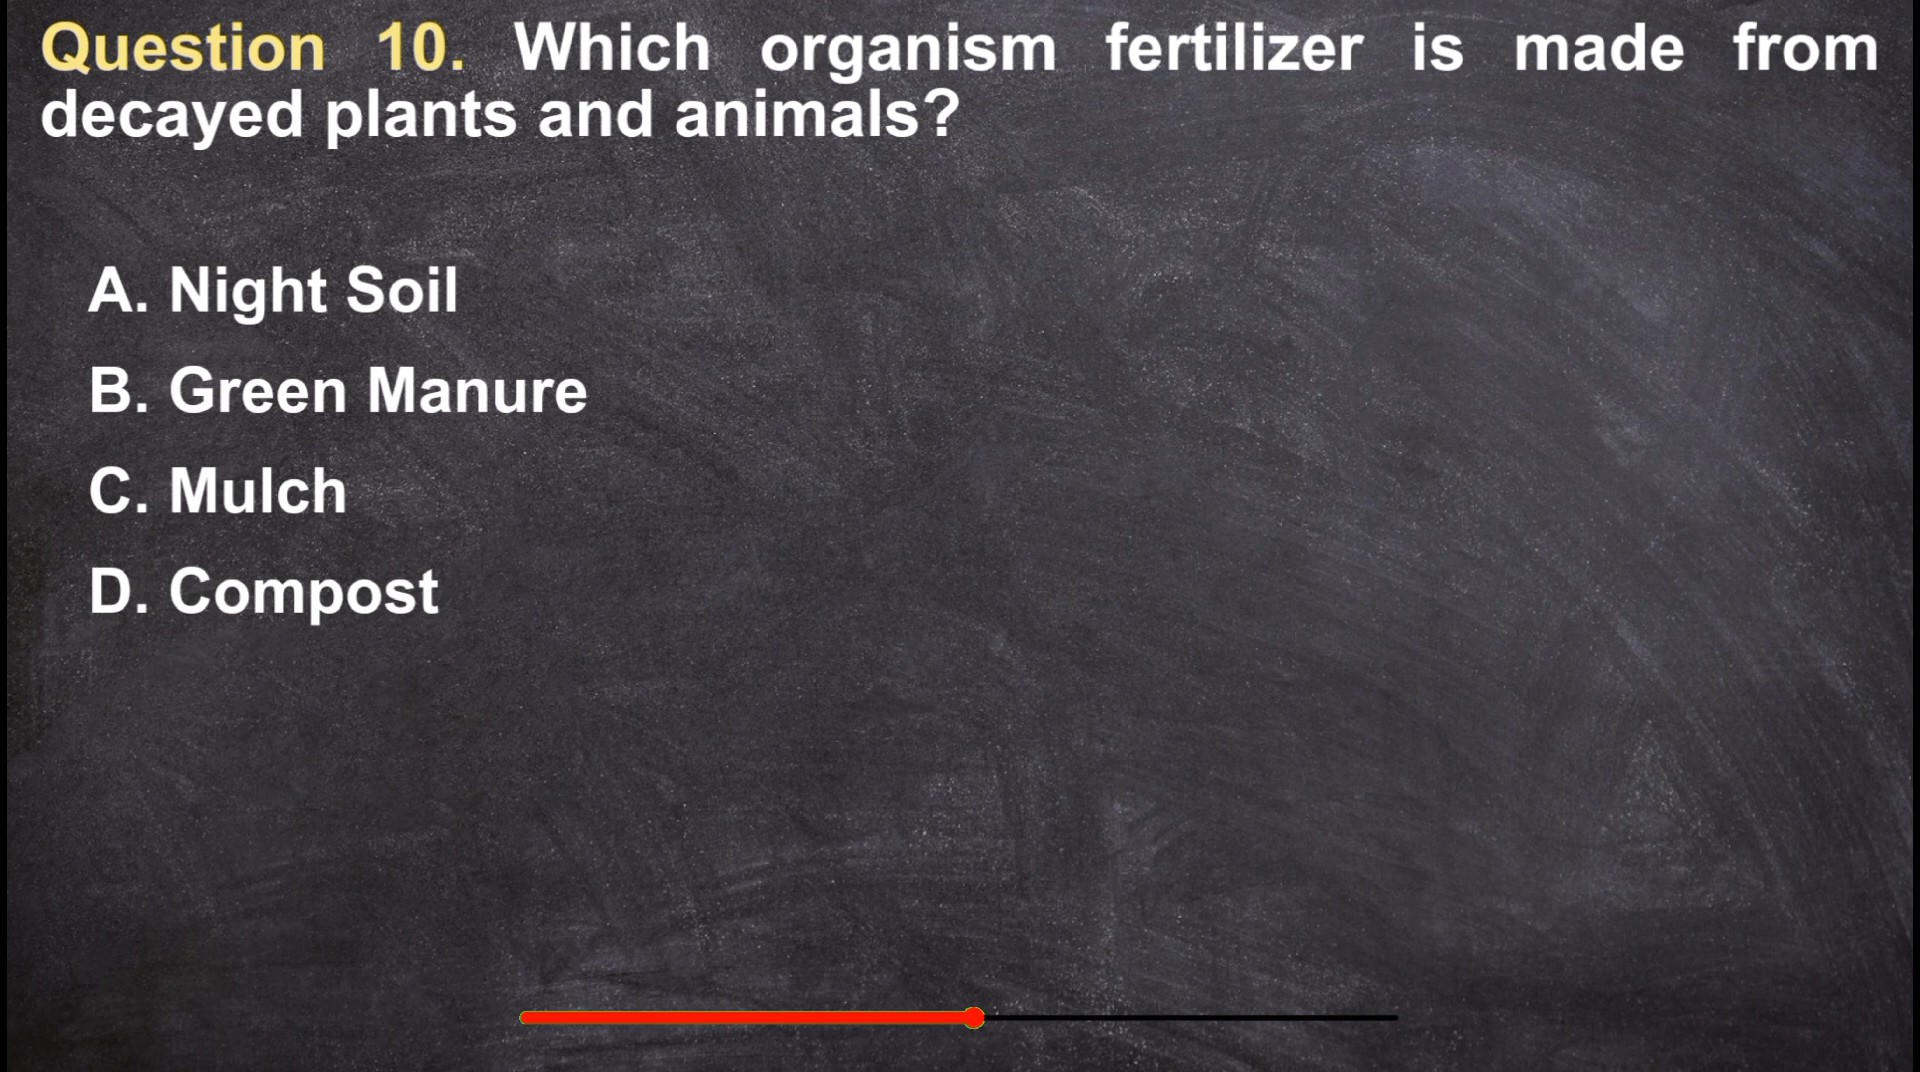 Question 10. Which organism fertilizer is made from
decayed plants and animals?
A. Night Soil
B. Green Manure
C. Mulch
D. Compost